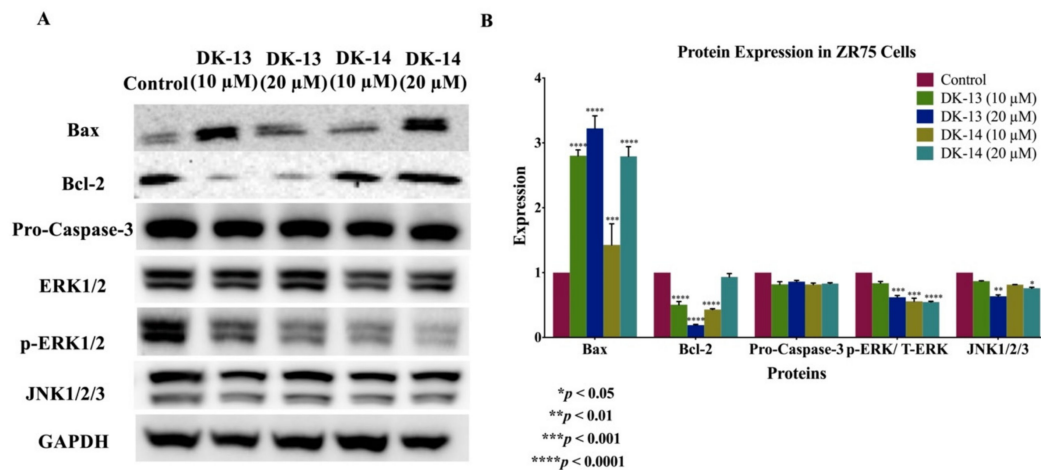 A
Control
DK-13
(10 µM)
DK-13
(20 µM)
DK-14
(10 µM)
DK-14
(20 µM)
Bax
Bcl-2
Pro-Caspase-3
ERK1/2
p-ERK1/2
JNK1/2/3
GAPDH
B
Protein Expression in ZR75 Cells
Control
DK-13 (10 µM)
DK-13 (20 µM)
DK-14 (10 µM)
DK-14 (20 µM)
Expression
4
3
2
1
0
****
****
***
****
****
****
****
***
***
****
**
*
Bax
Bcl-2
Pro-Caspase-3
p-ERK/ T-ERK
JNK1/2/3
Proteins
*p < 0.05
**p < 0.01
***p < 0.001
****p < 0.0001